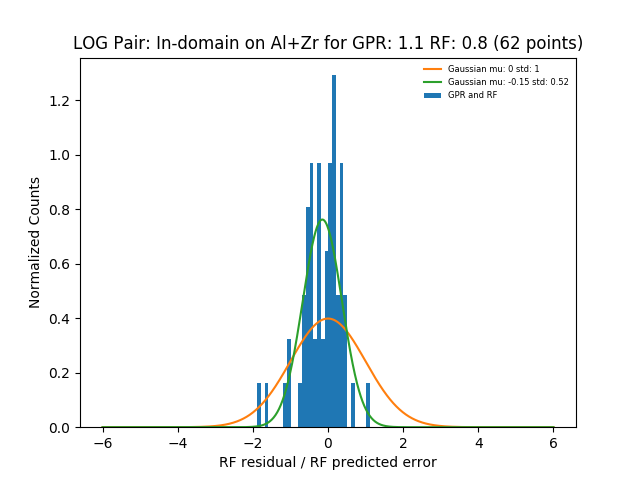 LOG Pair: In-domain on Al+Zr for GPR: 1.1 RF: 0.8 (62 points)
Gaussian mu: 0 std: 1
Gaussian mu: -0.15 std: 0.52
GPR and RF
Normalized Counts
1.2
1.0
0.8
0.6
0.4
0.2
0.0
−6 −4 −2 0 2 4 6
RF residual / RF predicted error